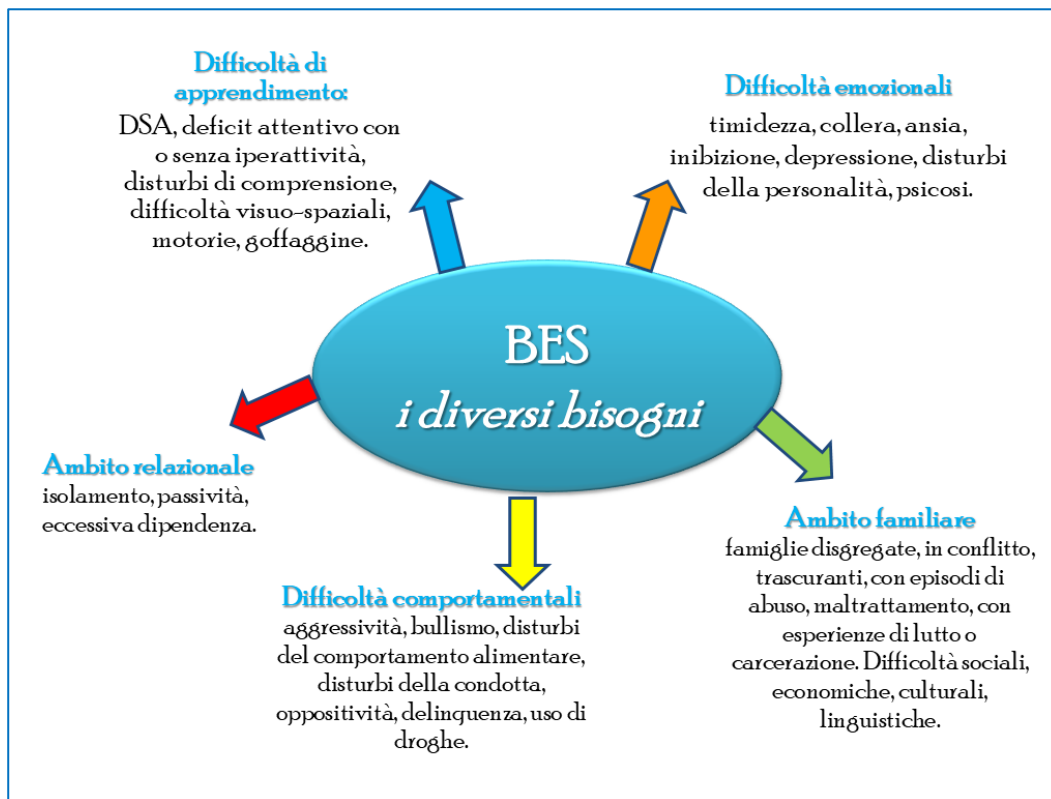 Difficoltà di
apprendimento:
DSA, deficit attentivo con
o senza iperattività,
disturbi di comprensione,
difficoltà visuo-spaziali,
motorie, goffaggine.
Difficoltà emozionali
timidezza, collera, ansia,
inibizione, depressione, disturbi
della personalità, psicosi.
BES
i diversi bisogni
Ambito relazionale
isolamento, passività,
eccessiva dipendenza.
Difficoltà comportamentali
aggressività, bullismo, disturbi
del comportamento alimentare,
disturbi della condotta,
oppositività, delinquenza, uso di
droghe.
Ambito familiare
famiglie disgregate, in conflitto,
trascuranti, con episodi di
abuso, maltrattamento, con
esperienze di lutto o
carcerazione. Difficoltà sociali,
economiche, culturali,
linguistiche.